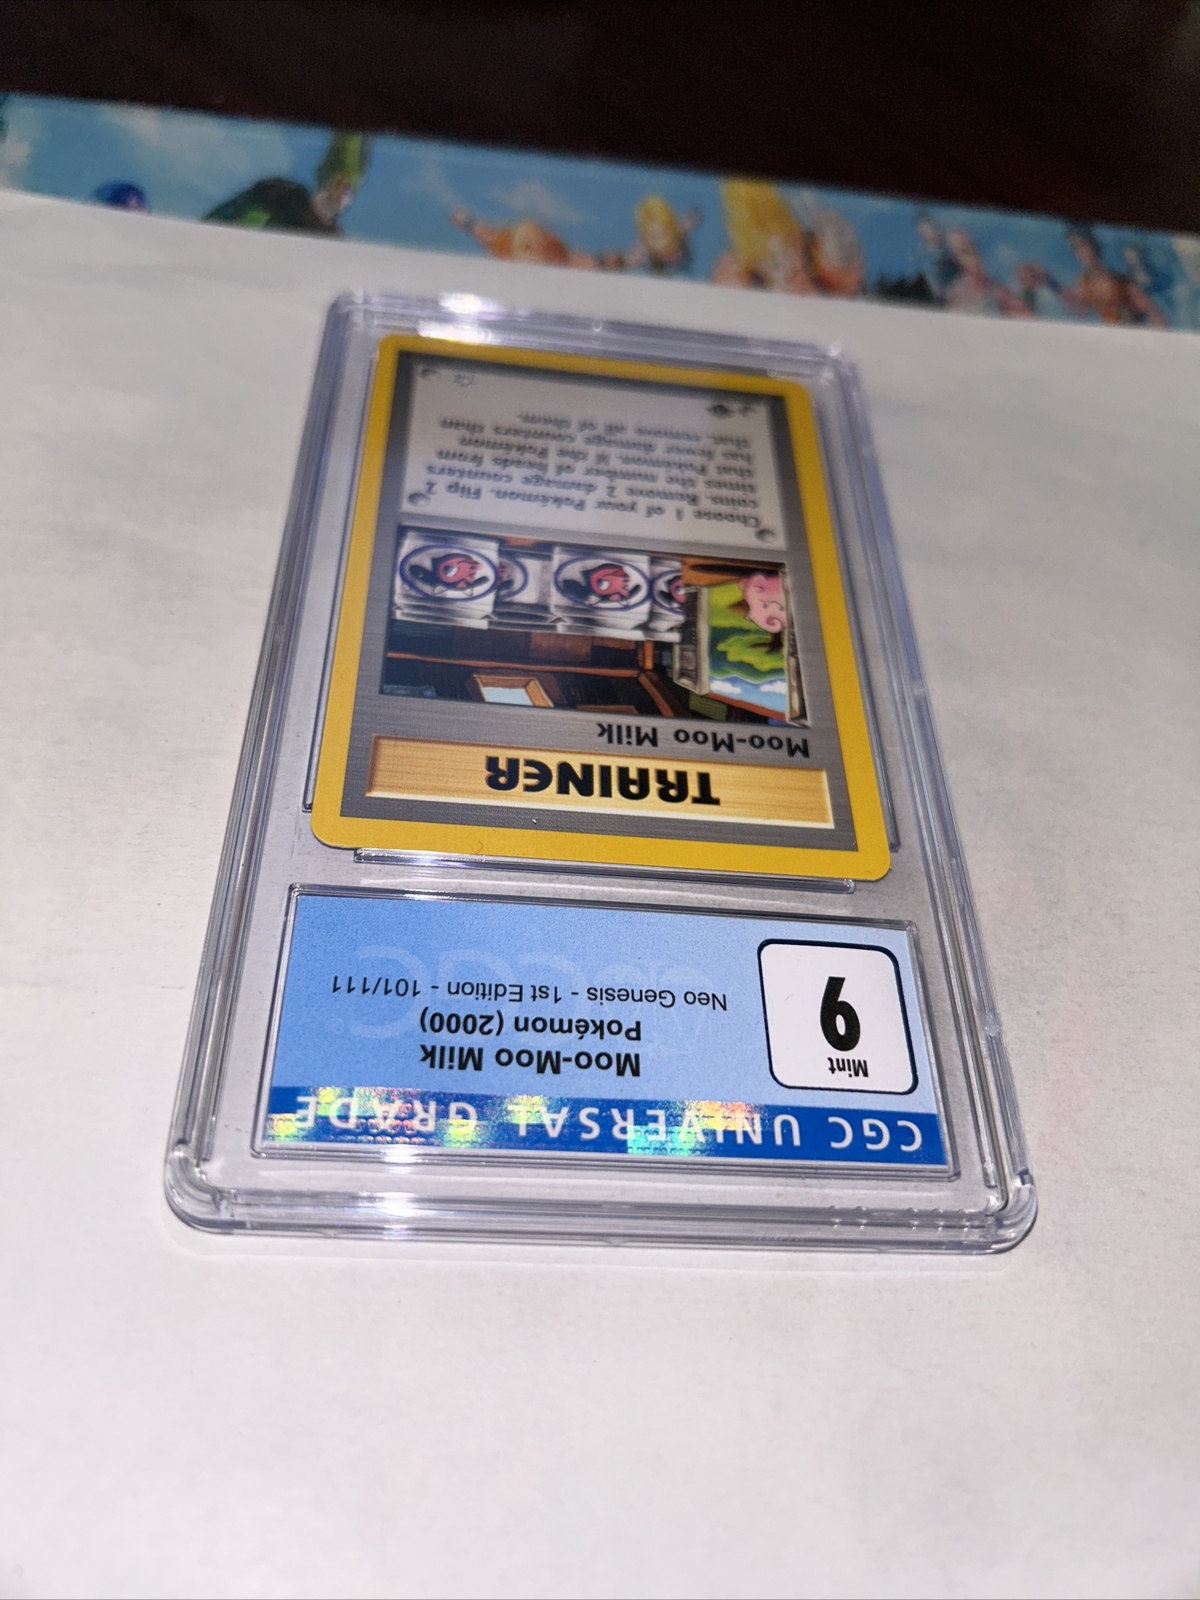 CGC UNIVERSAL GRADE
Moo-Moo Milk
Pokémon (2000)
Neo Genesis - 1st Edition - 101/111
Mint
9
CGC
TRAINER
Moo-Moo Milk
Choose 1 of your Pokémon. Flip 2
coins. Remove 2 damage counters
times the number of heads from
that Pokémon. If the Pokémon
has fewer damage counters than
that, remove all of them.